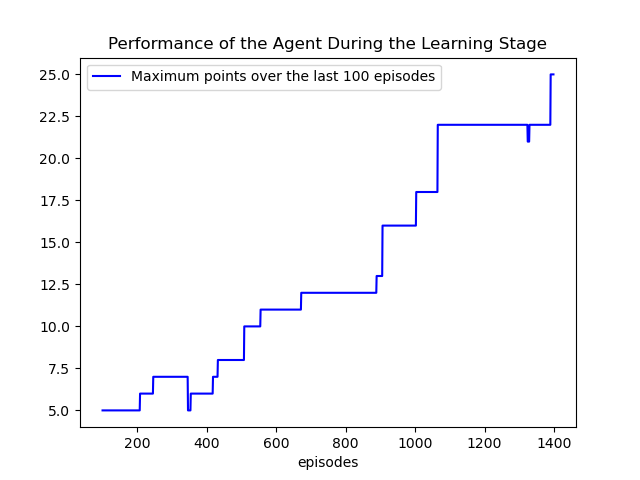 Performance of the Agent During the Learning Stage
Maximum points over the last 100 episodes
25.0
22.5
20.0
17.5
15.0
12.5
10.0
7.5
5.0
200 400 600 800 1000 1200 1400
episodes